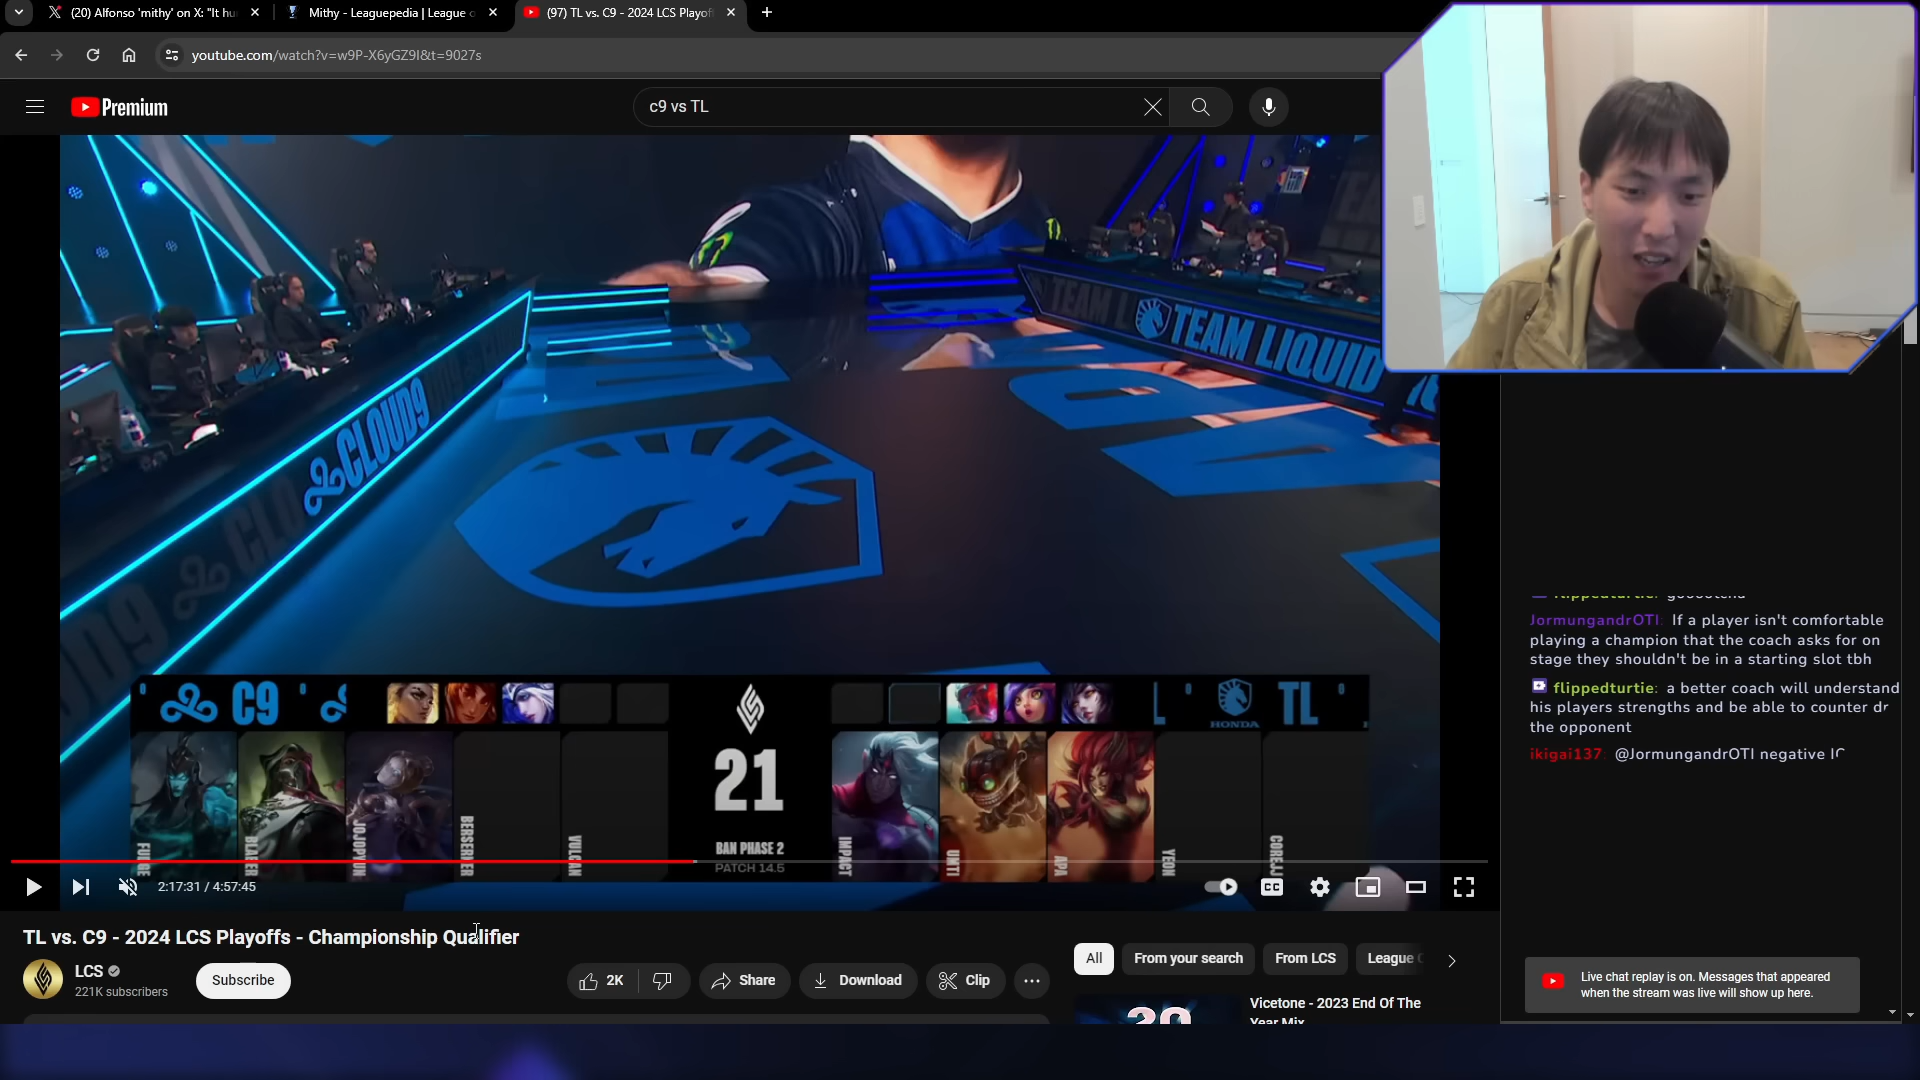 (20) Alfonso 'mithy' on X: "It hu
Mithy - Leaguepedia | League o
(97) TL vs. C9 - 2024 LCS Playof
youtube.com/watch?v=w9P-X6yGZ9I&t=9027s
Premium
c9 vs TL
CLOUD9
TEAM LIQUID
JormungandrOTI: If a player isn't comfortable
playing a champion that the coach asks for on
stage they shouldn't be in a starting slot tbh
flippedturtie: a better coach will understand
his players strengths and be able to counter dr
the opponent
ikigai137: @JormungandrOTI negative IC
C9
HONDA
TL
21
BAN PHASE 2
PATCH 14.5
FUDGE
BLABER
JOJOPYUN
BERSERKER
VULCAN
IMPACT
UMTI
APA
YEON
COREJJ
2:17:31 / 4:57:45
CC
TL vs. C9 - 2024 LCS Playoffs - Championship Qualifier
LCS
221K subscribers
Subscribe
2K
Share
Download
Clip
All
From your search
From LCS
League
Vicetone - 2023 End Of The
Year Mix
Live chat replay is on. Messages that appeared
when the stream was live will show up here.